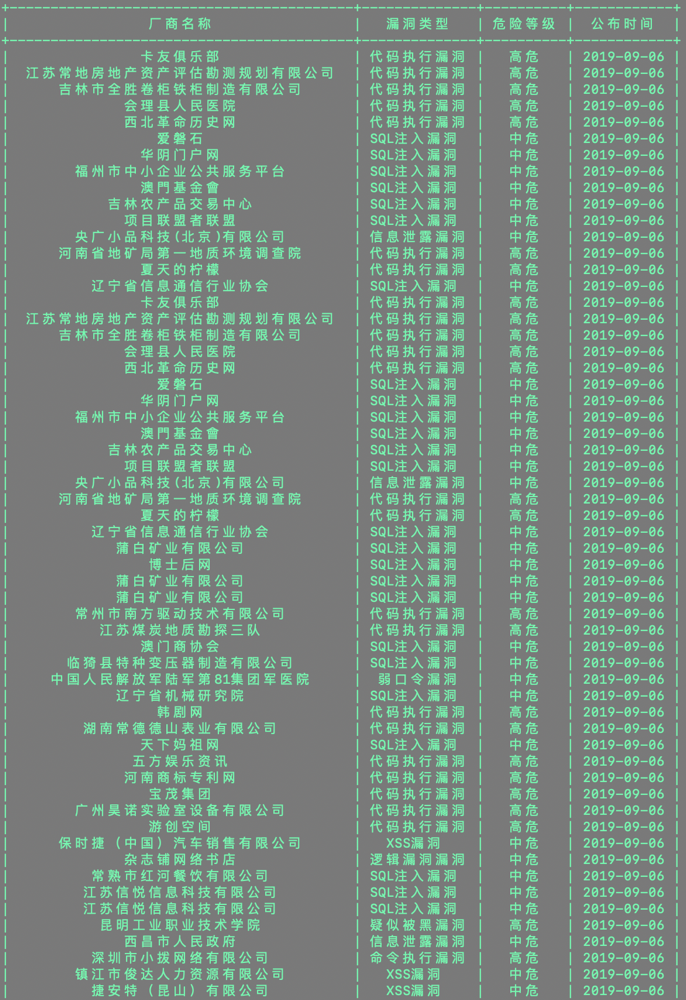 厂商名称 | 漏洞类型 | 危险等级 | 公布时间
卡友俱乐部 | 代码执行漏洞 | 高危 | 2019-09-06
江苏常地房地产资产评估勘测规划有限公司 | 代码执行漏洞 | 高危 | 2019-09-06
吉林市全胜卷柜铁柜制造有限公司 | 代码执行漏洞 | 高危 | 2019-09-06
会理县人民医院 | 代码执行漏洞 | 高危 | 2019-09-06
西北革命历史网 | 代码执行漏洞 | 高危 | 2019-09-06
爱磐石 | SQL注入漏洞 | 中危 | 2019-09-06
华阴门户网 | SQL注入漏洞 | 中危 | 2019-09-06
福州市中小企业公共服务平台 | SQL注入漏洞 | 中危 | 2019-09-06
澳門基金會 | SQL注入漏洞 | 中危 | 2019-09-06
吉林农产品交易中心 | SQL注入漏洞 | 中危 | 2019-09-06
项目联盟者联盟 | SQL注入漏洞 | 中危 | 2019-09-06
央广小品科技(北京)有限公司 | 信息泄露漏洞 | 中危 | 2019-09-06
河南省地矿局第一地质环境调查院 | 代码执行漏洞 | 高危 | 2019-09-06
夏天的柠檬 | 代码执行漏洞 | 高危 | 2019-09-06
辽宁省信息通信行业协会 | SQL注入漏洞 | 中危 | 2019-09-06
卡友俱乐部 | 代码执行漏洞 | 高危 | 2019-09-06
江苏常地房地产资产评估勘测规划有限公司 | 代码执行漏洞 | 高危 | 2019-09-06
吉林市全胜卷柜铁柜制造有限公司 | 代码执行漏洞 | 高危 | 2019-09-06
会理县人民医院 | 代码执行漏洞 | 高危 | 2019-09-06
西北革命历史网 | 代码执行漏洞 | 高危 | 2019-09-06
爱磐石 | SQL注入漏洞 | 中危 | 2019-09-06
华阴门户网 | SQL注入漏洞 | 中危 | 2019-09-06
福州市中小企业公共服务平台 | SQL注入漏洞 | 中危 | 2019-09-06
澳門基金會 | SQL注入漏洞 | 中危 | 2019-09-06
吉林农产品交易中心 | SQL注入漏洞 | 中危 | 2019-09-06
项目联盟者联盟 | SQL注入漏洞 | 中危 | 2019-09-06
央广小品科技(北京)有限公司 | 信息泄露漏洞 | 中危 | 2019-09-06
河南省地矿局第一地质环境调查院 | 代码执行漏洞 | 高危 | 2019-09-06
夏天的柠檬 | 代码执行漏洞 | 高危 | 2019-09-06
辽宁省信息通信行业协会 | SQL注入漏洞 | 中危 | 2019-09-06
蒲白矿业有限公司 | SQL注入漏洞 | 中危 | 2019-09-06
博士后网 | SQL注入漏洞 | 中危 | 2019-09-06
蒲白矿业有限公司 | SQL注入漏洞 | 中危 | 2019-09-06
蒲白矿业有限公司 | SQL注入漏洞 | 中危 | 2019-09-06
常州市南方驱动技术有限公司 | 代码执行漏洞 | 高危 | 2019-09-06
江苏煤炭地质勘探三队 | 代码执行漏洞 | 高危 | 2019-09-06
澳门商协会 | SQL注入漏洞 | 中危 | 2019-09-06
临猗县特种变压器制造有限公司 | SQL注入漏洞 | 中危 | 2019-09-06
中国人民解放军陆军第81集团军医院 | 弱口令漏洞 | 中危 | 2019-09-06
辽宁省机械研究院 | SQL注入漏洞 | 中危 | 2019-09-06
韩剧网 | 代码执行漏洞 | 高危 | 2019-09-06
湖南常德德山表业有限公司 | 代码执行漏洞 | 高危 | 2019-09-06
天下妈祖网 | SQL注入漏洞 | 中危 | 2019-09-06
五方娱乐资讯 | 代码执行漏洞 | 高危 | 2019-09-06
河南商标专利网 | 代码执行漏洞 | 高危 | 2019-09-06
宝茂集团 | 代码执行漏洞 | 高危 | 2019-09-06
广州昊诺实验室设备有限公司 | 代码执行漏洞 | 高危 | 2019-09-06
游创空间 | 代码执行漏洞 | 高危 | 2019-09-06
保时捷（中国）汽车销售有限公司 | XSS漏洞 | 中危 | 2019-09-06
杂志铺网络书店 | 逻辑漏洞漏洞 | 中危 | 2019-09-06
常熟市红河餐饮有限公司 | SQL注入漏洞 | 中危 | 2019-09-06
江苏信悦信息科技有限公司 | SQL注入漏洞 | 中危 | 2019-09-06
江苏信悦信息科技有限公司 | SQL注入漏洞 | 中危 | 2019-09-06
昆明工业职业技术学院 | 疑似被黑漏洞 | 高危 | 2019-09-06
西昌市人民政府 | 信息泄露漏洞 | 中危 | 2019-09-06
深圳市小拨网络有限公司 | 命令执行漏洞 | 高危 | 2019-09-06
镇江市俊达人力资源有限公司 | XSS漏洞 | 中危 | 2019-09-06
捷安特（昆山）有限公司 | XSS漏洞 | 中危 | 2019-09-06